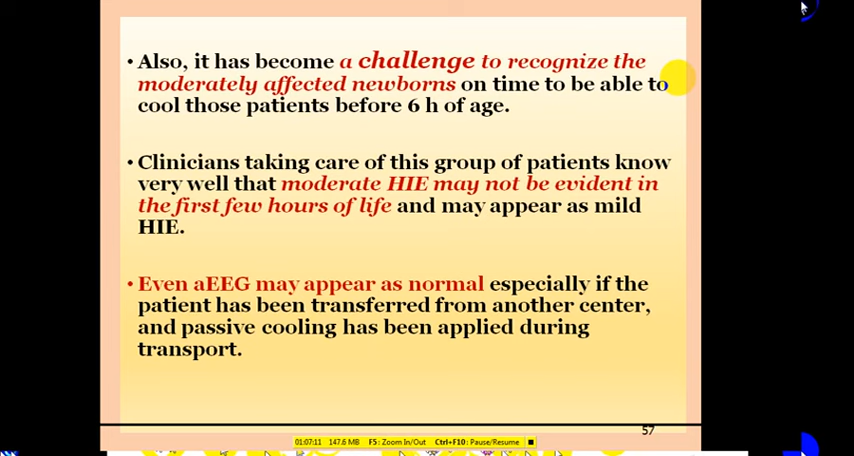 • Also, it has become a challenge to recognize the
moderately affected newborns on time to be able to
cool those patients before 6 h of age.
• Clinicians taking care of this group of patients know
very well that moderate HIE may not be evident in
the first few hours of life and may appear as mild
HIE.
• Even aEEG may appear as normal especially if the
patient has been transferred from another center,
and passive cooling has been applied during
transport.
57
01:07:11 147.6 MB F5: Zoom In/Out Ctrl+F10: Pause/Resume